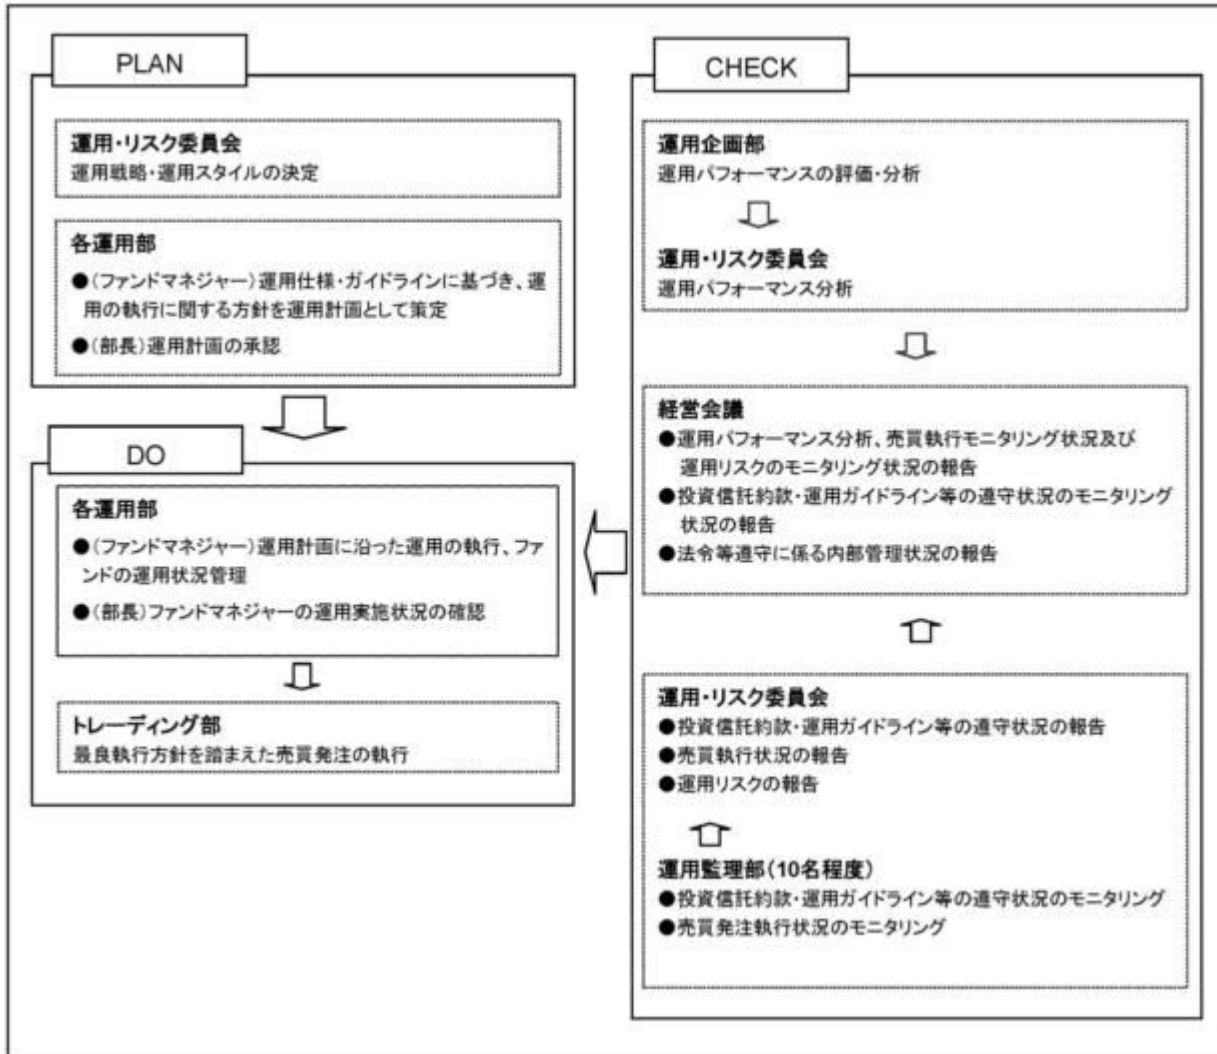 PLAN
運用・リスク委員会
運用戦略・運用スタイルの決定
各運用部
●(ファンドマネジャー)運用仕様・ガイドラインに基づき、運
用の執行に関する方針を運用計画として策定
●(部長)運用計画の承認
DO
各運用部
●(ファンドマネジャー)運用計画に沿った運用の執行、ファ
ンドの運用状況管理
●(部長)ファンドマネジャーの運用実施状況の確認
トレーディング部
最良執行方針を踏まえた売買発注の執行
CHECK
運用企画部
運用パフォーマンスの評価・分析
運用・リスク委員会
運用パフォーマンス分析
経営会議
●運用パフォーマンス分析、売買執行モニタリング状況及び
運用リスクのモニタリング状況の報告
●投資信託約款・運用ガイドライン等の遵守状況のモニタリング
状況の報告
●法令等遵守に係る内部管理状況の報告
運用・リスク委員会
●投資信託約款・運用ガイドライン等の遵守状況の報告
●売買執行状況の報告
●運用リスクの報告
運用監理部(10名程度)
●投資信託約款・運用ガイドライン等の遵守状況のモニタリング
●売買発注執行状況のモニタリング